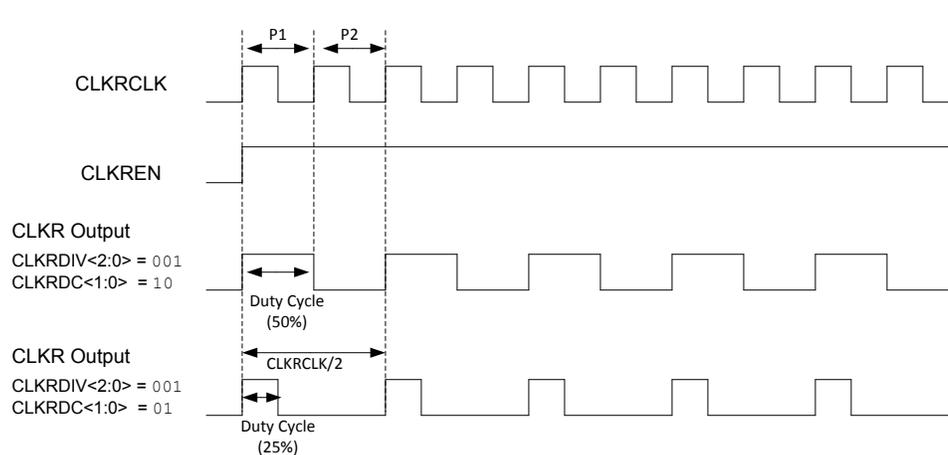 P1 P2
CLKRCLK
CLKREN
CLKR Output
CLKRDIV<2:0> = 001
CLKRDC<1:0> = 10
Duty Cycle
(50%)
CLKR Output
CLKRCLK/2
CLKRDIV<2:0> = 001
CLKRDC<1:0> = 01
Duty Cycle
(25%)